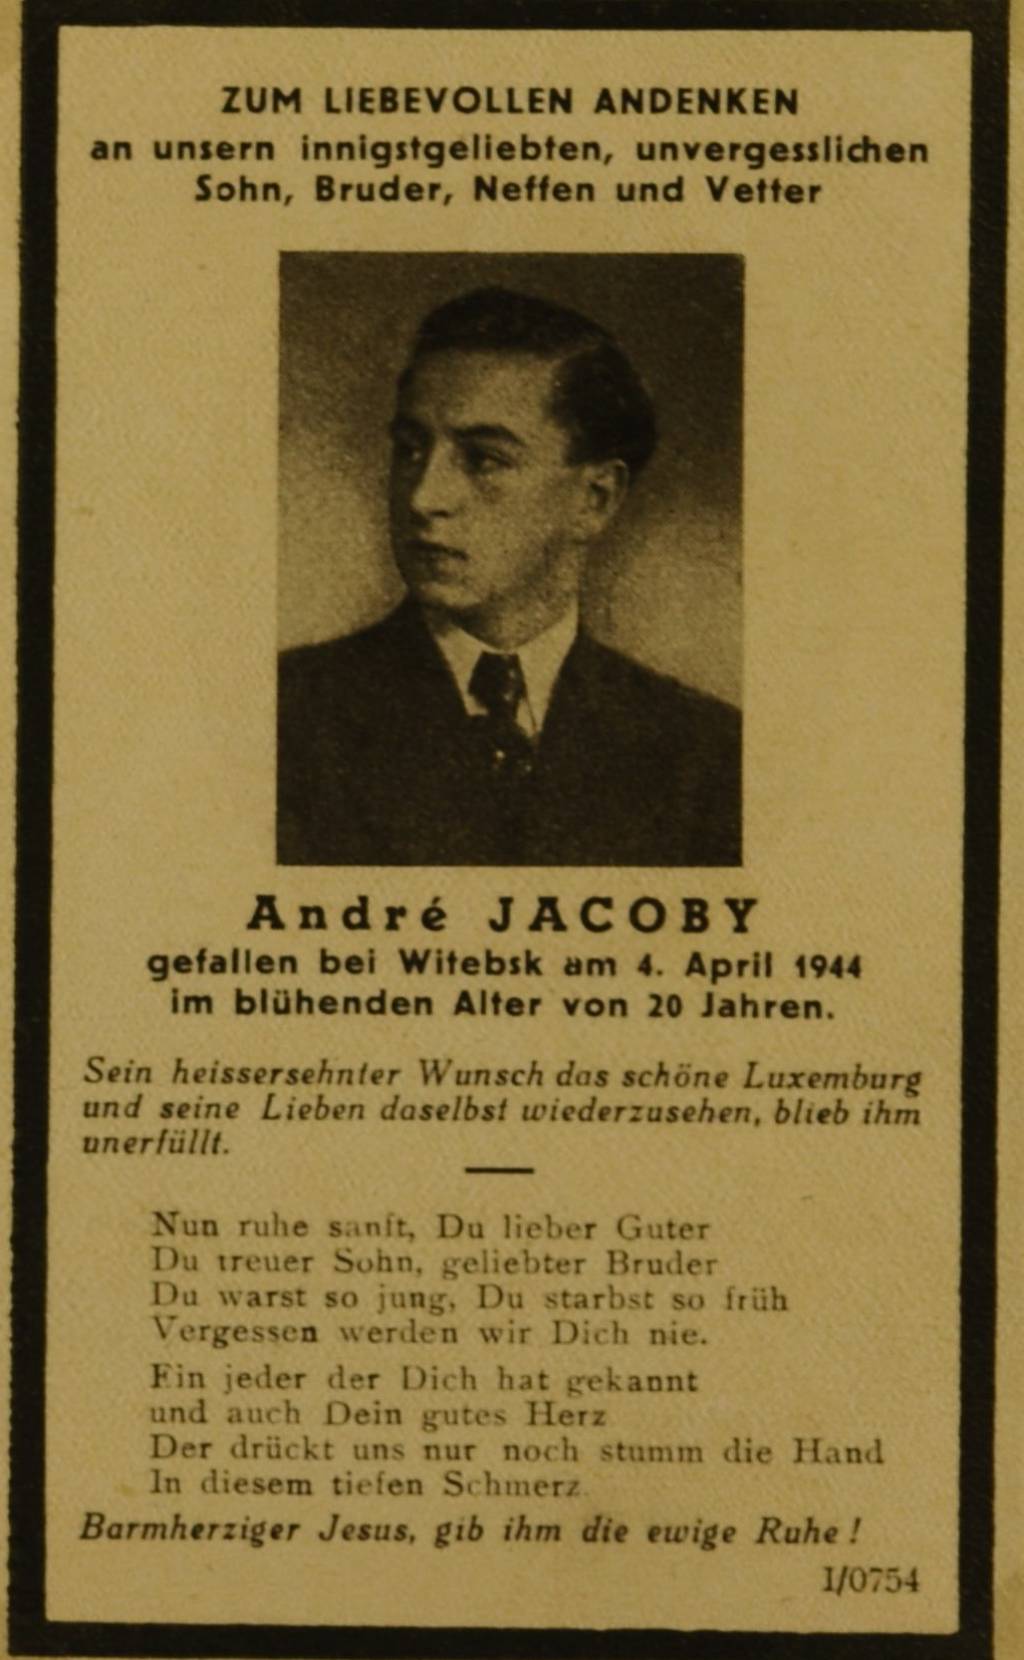 ZUM LIEBEVOLLEN ANDENKEN
an unsern innigstgeliebten, unvergesslichen
Sohn, Bruder, Neffen und Vetter
André JACOBY
gefallen bei Witebsk am 4. April 1944
im blühenden Alter von 20 Jahren.
Sein heissersehnter Wunsch das schöne Luxemburg
und seine Lieben daselbst wiederzusehen, blieb ihm
unerfüllt.
Nun ruhe sanft, Du lieber Guter
Du treuer Sohn, geliebter Bruder
Du warst so jung, Du starbst so früh
Vergessen werden wir Dich nie.
Ein jeder der Dich hat gekannt
und auch Dein gutes Herz
Der drückt uns nur noch stumm die Hand
In diesem tiefen Schmerz.
Barmherziger Jesus, gib ihm die ewige Ruhe !
I/0754